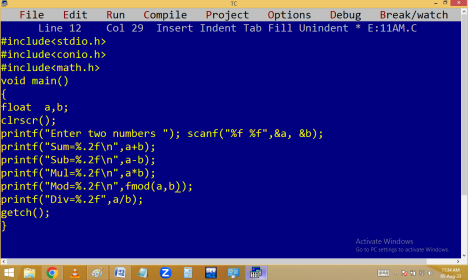 TC
File Edit Run Compile Project Options Debug Break/watch
Line 12 Col 29 Insert Indent Tab Fill Unindent * E:11AM.C
#include<stdio.h>
#include<conio.h>
#include<math.h>
void main()
{
float a,b;
clrscr();
printf("Enter two numbers "); scanf("%f %f",&a, &b);
printf("Sum=%.2f\n",a+b);
printf("Sub=%.2f\n",a-b);
printf("Mul=%.2f\n",a*b);
printf("Mod=%.2f\n",fmod(a,b));
printf("Div=%.2f",a/b);
getch();
}
Activate Windows
Go to PC settings to activate Windows.
11:34 AM